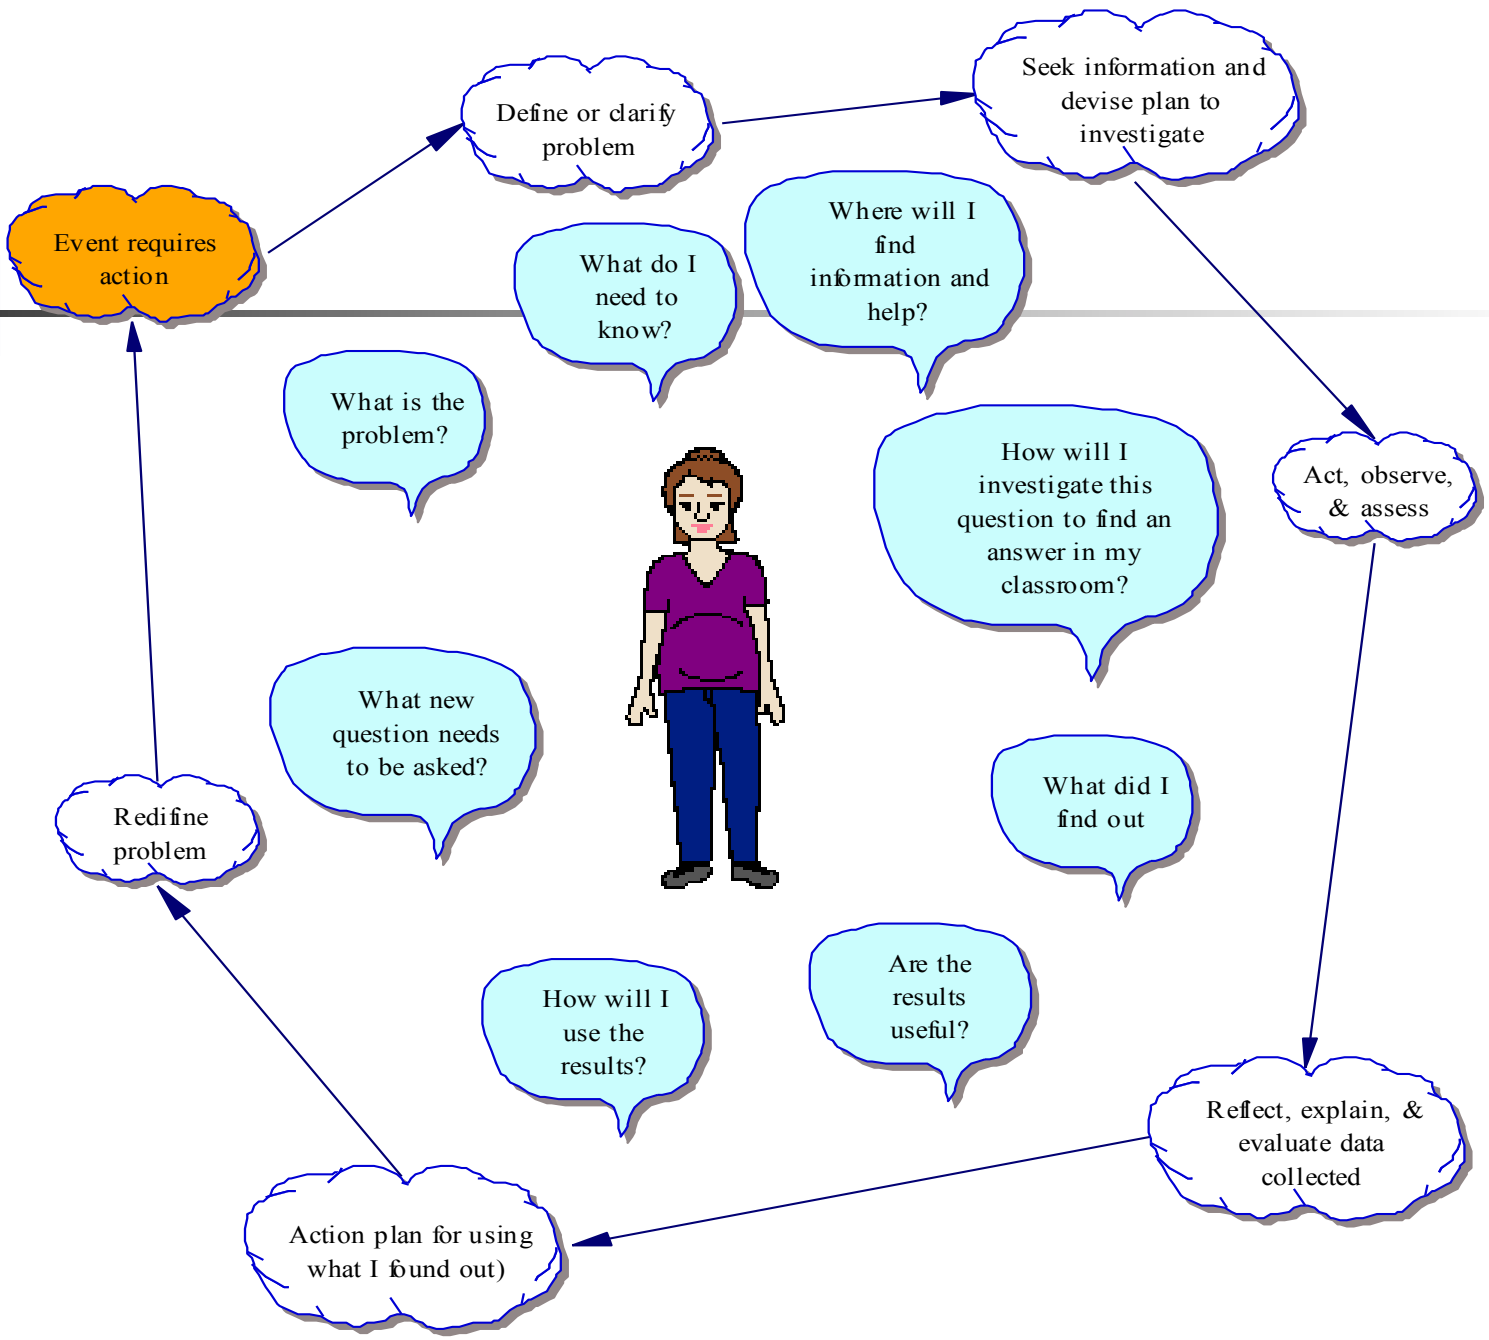 Seek information and
devise plan to
investigate
Define or clarify
problem
Event requires
action
Where will I
find
information and
help?
What do I
need to
know?
What is the
problem?
How will I
investigate this
question to find an
answer in my
classroom?
Act, observe,
& assess
What new
question needs
to be asked?
What did I
find out
Redifine
problem
Are the
results
useful?
How will I
use the
results?
Reflect, explain, &
evaluate data
collected
Action plan for using
what I found out)